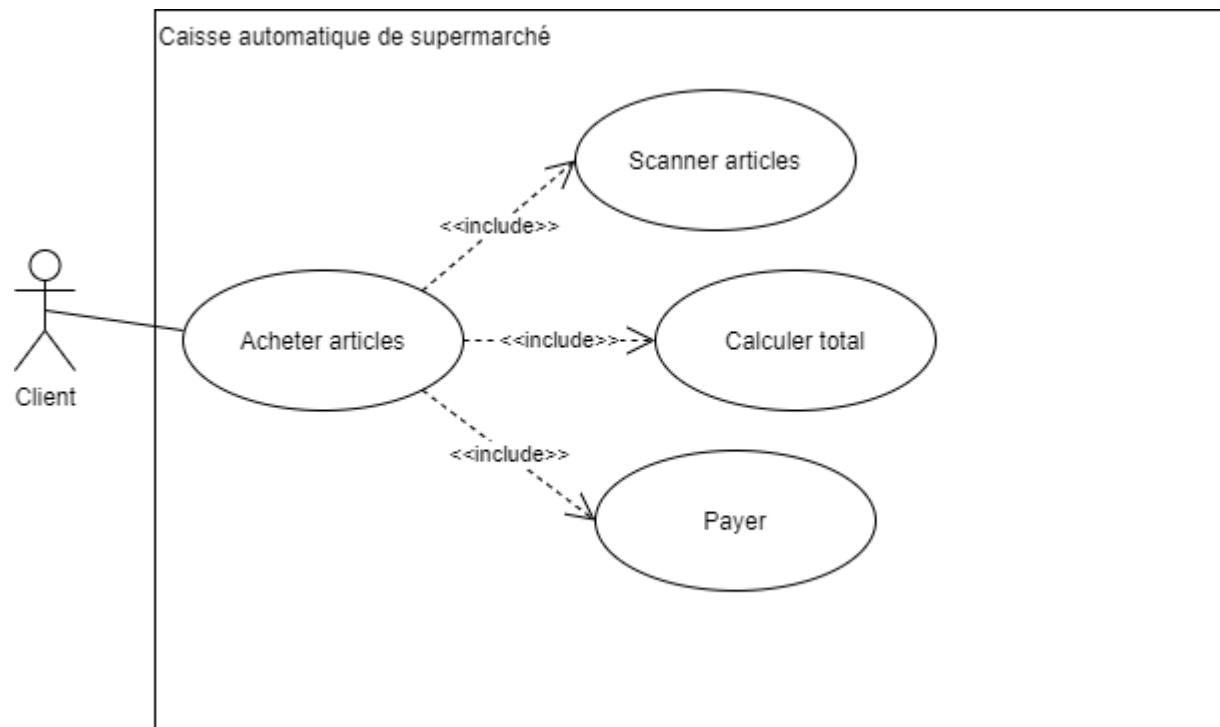 Caisse automatique de supermarché
Scanner articles
<<include>>
Acheter articles
<<include>>
Calculer total
Client
<<include>>
Payer